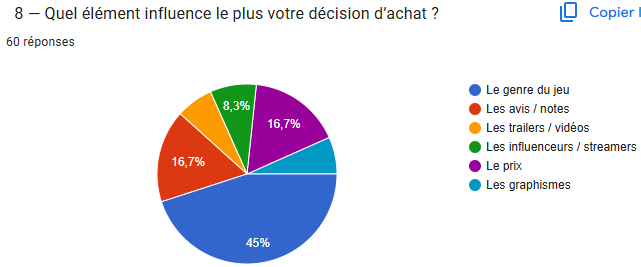 8 — Quel élément influence le plus votre décision d’achat ?
Copier l
60 réponses
Le genre du jeu
Les avis / notes
Les trailers / vidéos
Les influenceurs / streamers
Le prix
Les graphismes
8,3%
16,7%
16,7%
45%